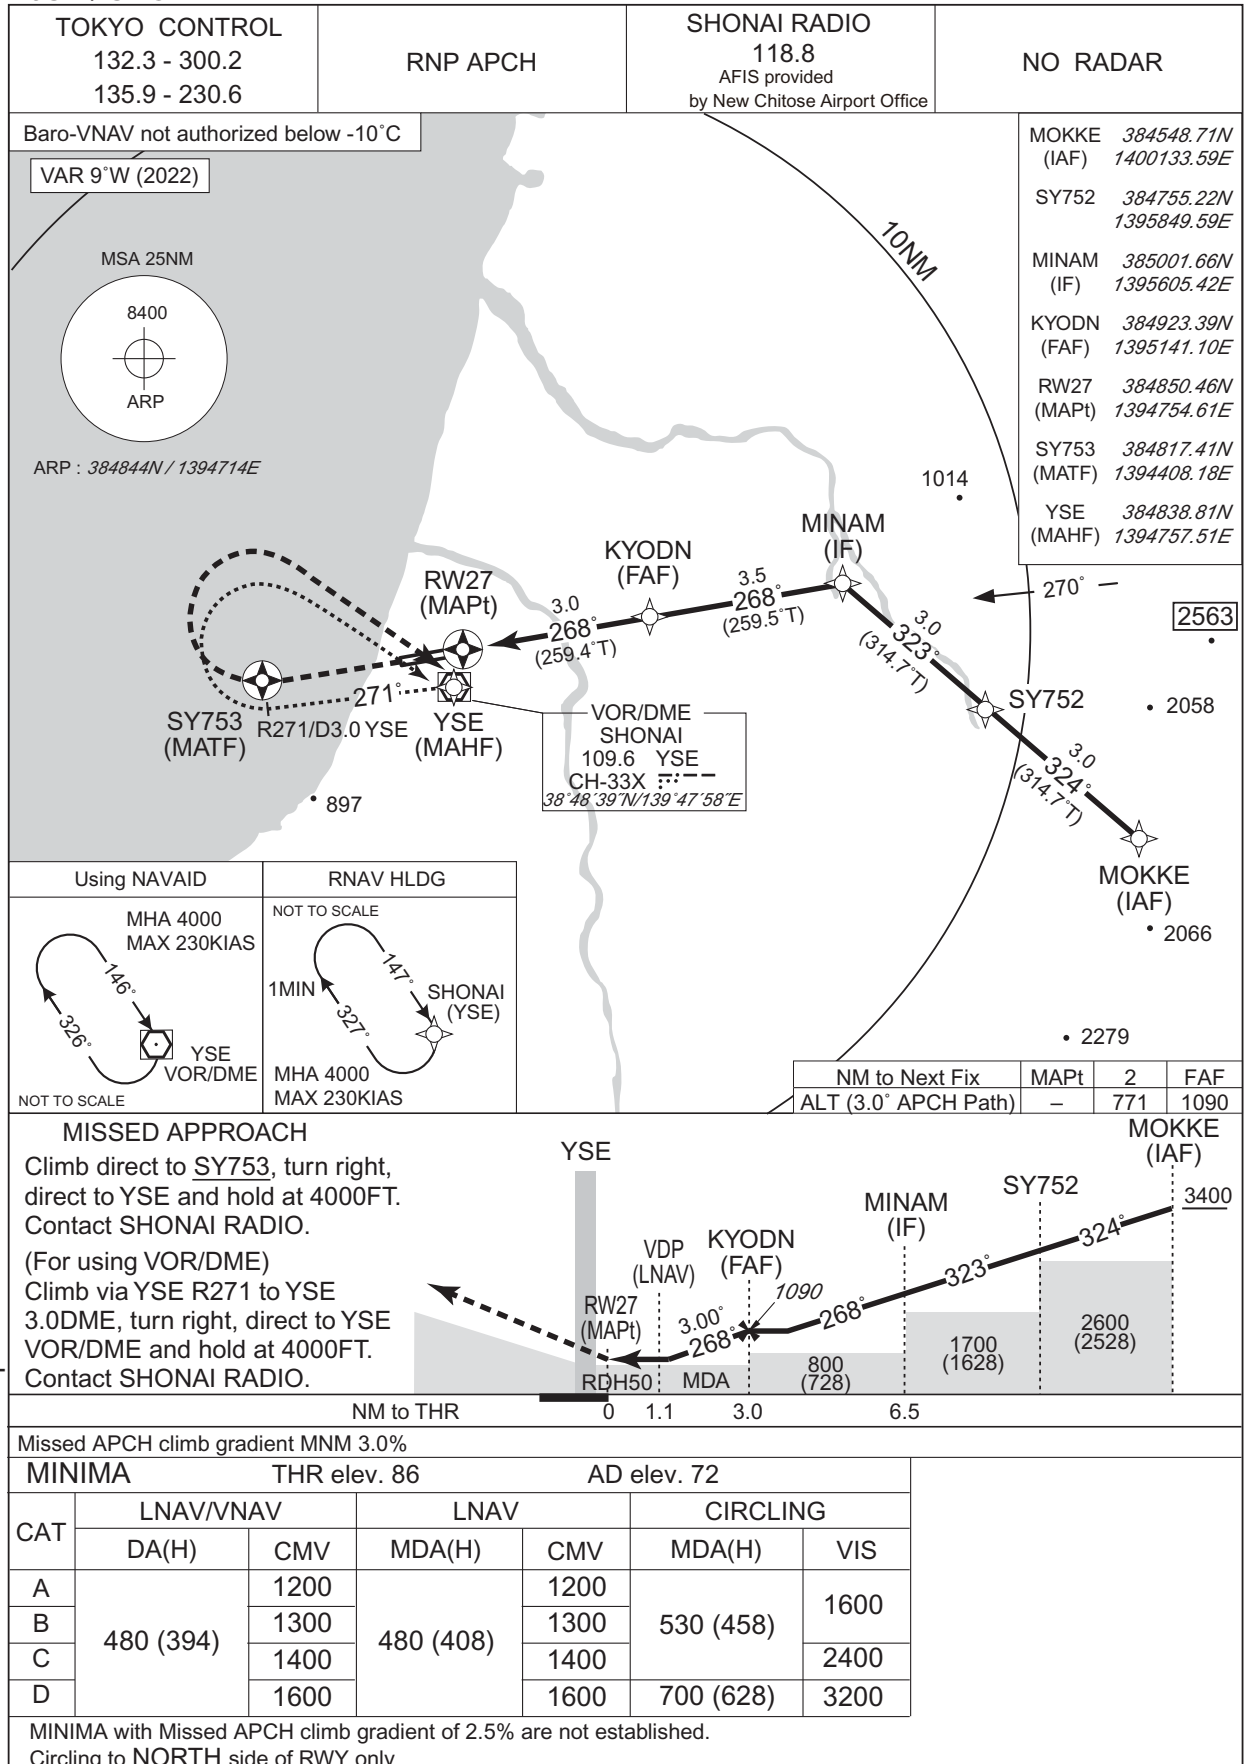 TOKYO CONTROL
132.3 - 300.2
135.9 - 230.6
RNP APCH
SHONAI RADIO
118.8
AFIS provided
by New Chitose Airport Office
NO RADAR
Baro-VNAV not authorized below -10˚C
VAR 9˚W (2022)
MSA 25NM
8400
ARP
ARP : 384844N / 1394714E
10NM
MOKKE 384548.71N
(IAF) 1400133.59E
SY752 384755.22N
1395849.59E
MINAM 385001.66N
(IF) 1395605.42E
KYODN 384923.39N
(FAF) 1395141.10E
RW27 384850.46N
(MAPt) 1394754.61E
SY753 384817.41N
(MATF) 1394408.18E
YSE 384838.81N
(MAHF) 1394757.51E
1014
MINAM
(IF)
KYODN
(FAF)
RW27
(MAPt)
3.0
268˚
(259.4˚T)
3.5
268˚
(259.5˚T)
270˚
2563
3.0
323˚
(314.7˚T)
SY752
2058
3.0
324˚
(314.7˚T)
MOKKE
(IAF)
2066
2279
271˚
SY753
(MATF)
R271/D3.0 YSE
YSE
(MAHF)
897
VOR/DME
SHONAI
109.6 YSE
CH-33X
38˚48´39˝N/139˚47´58˝E
Using NAVAID
MHA 4000
MAX 230KIAS
146˚
326˚
YSE
VOR/DME
NOT TO SCALE
RNAV HLDG
NOT TO SCALE
1MIN
147˚
327˚
SHONAI
(YSE)
MHA 4000
MAX 230KIAS
NM to Next Fix MAPt 2 FAF
ALT (3.0˚ APCH Path) – 771 1090
MISSED APPROACH
Climb direct to SY753, turn right,
direct to YSE and hold at 4000FT.
Contact SHONAI RADIO.
(For using VOR/DME)
Climb via YSE R271 to YSE
3.0DME, turn right, direct to YSE
VOR/DME and hold at 4000FT.
Contact SHONAI RADIO.
YSE
RW27
(MAPt)
VDP
(LNAV)
KYODN
(FAF)
MINAM
(IF)
SY752
MOKKE
(IAF)
3400
324˚
323˚
268˚
1090
3.00˚
268˚
RDH50
MDA
800
(728)
1700
(1628)
2600
(2528)
NM to THR 0 1.1 3.0 6.5
Missed APCH climb gradient MNM 3.0%
MINIMA THR elev. 86 AD elev. 72
CAT LNAV/VNAV LNAV CIRCLING
DA(H) CMV MDA(H) CMV MDA(H) VIS
A 480 (394) 1200 480 (408) 1200 530 (458) 1600
B 1300 1300
C 1400 1400 2400
D 1600 1600 700 (628) 3200
MINIMA with Missed APCH climb gradient of 2.5% are not established.
Circling to NORTH side of RWY only